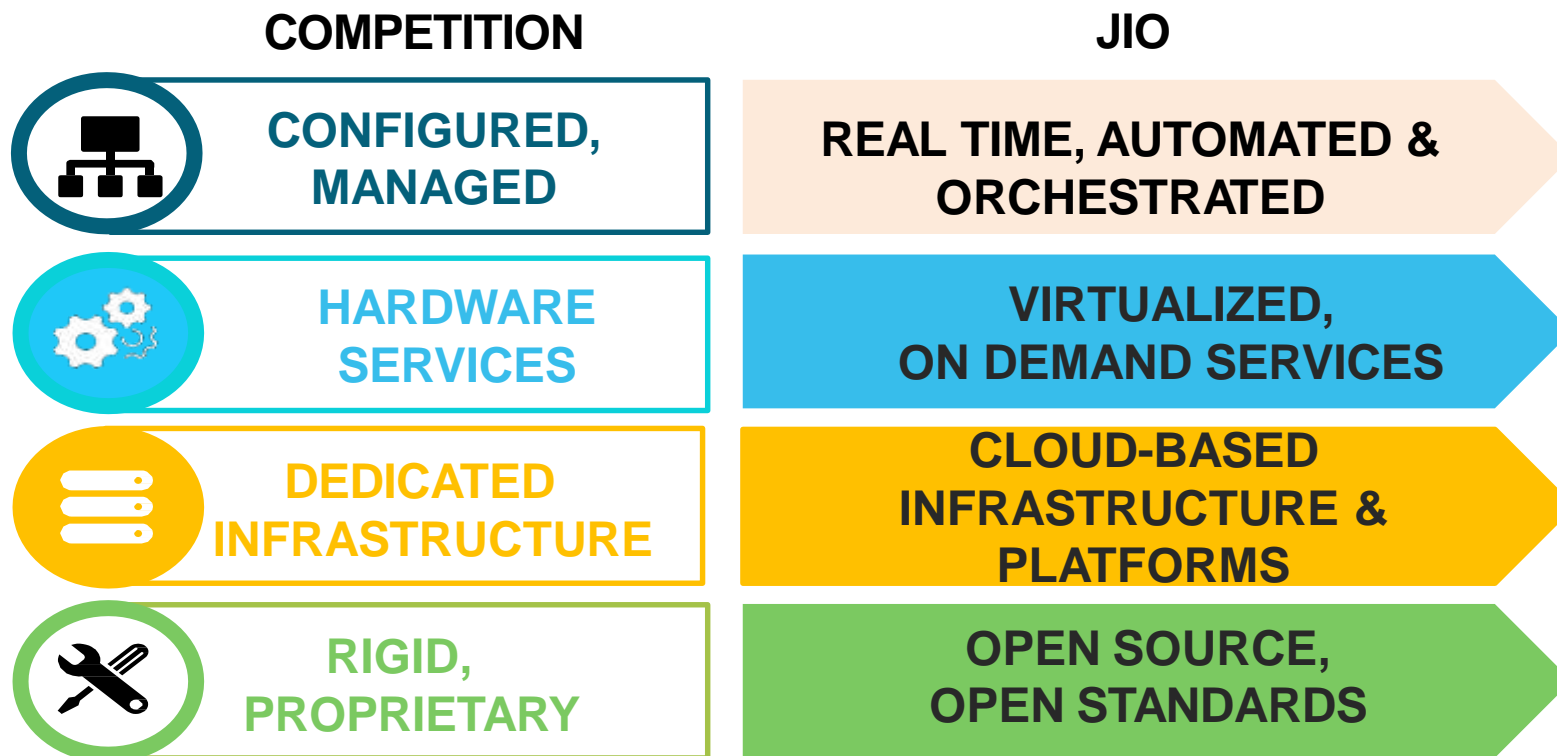 COMPETITION
JIO
CONFIGURED,
MANAGED
REAL TIME, AUTOMATED &
ORCHESTRATED
HARDWARE
SERVICES
VIRTUALIZED,
ON DEMAND SERVICES
DEDICATED
INFRASTRUCTURE
CLOUD-BASED
INFRASTRUCTURE &
PLATFORMS
RIGID,
PROPRIETARY
OPEN SOURCE,
OPEN STANDARDS